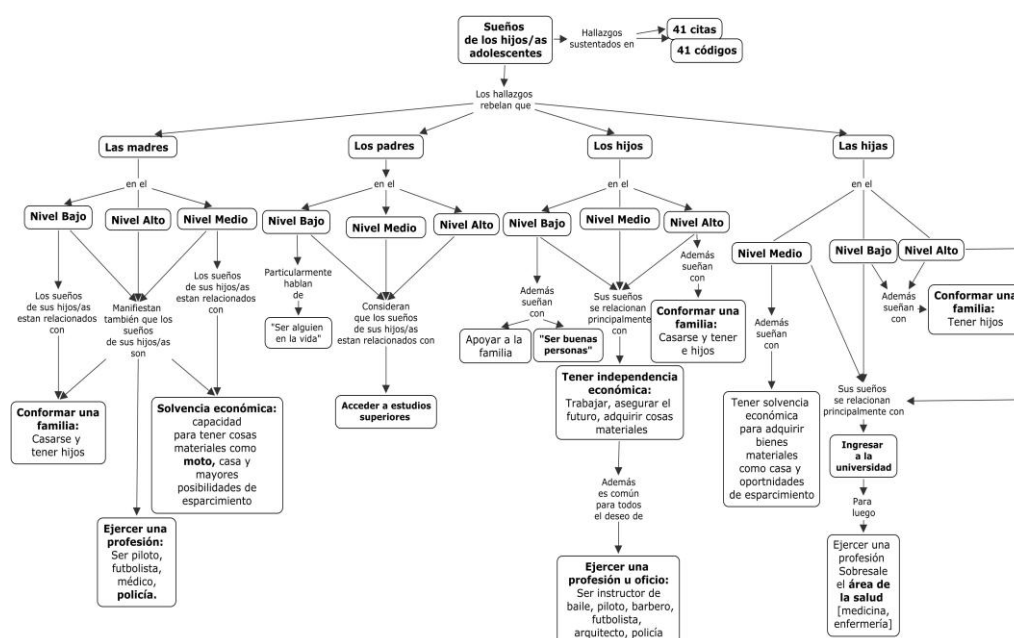 Sueños
de los hijos/as
adolescentes
Hallazgos
sustentados en
41 citas
41 códigos
Los hallazgos
rebelan que
Las madres
Los padres
Los hijos
Las hijas
en el
en el
en el
en el
Nivel Bajo
Nivel Alto
Nivel Medio
Nivel Bajo
Nivel Medio
Nivel Alto
Nivel Bajo
Nivel Medio
Nivel Alto
Nivel Medio
Nivel Bajo
Nivel Alto
Los sueños
de sus hijos/as
estan relacionados
con
Manifiestan
también que los
sueños
de sus hijos/as
son
Los sueños
de sus hijos/as
estan relacionados
con
Particularmente
hablan
de
"Ser alguien
en la vida"
Consideran
que los sueños
de sus hijos/as
están relacionados con
Además
sueñan
con
Apoyar a la
familia
"Ser buenas
personas"
Sus sueños
se relacionan
principalmente
con
Además
sueñan
con
Conformar una
familia:
Casarse y tener
e hijos
Además
sueñan
con
Además
sueñan
con
Conformar una
familia:
Tener hijos
Conformar una
familia:
Casarse y
tener hijos
Solvencia económica:
capacidad
para tener cosas
materiales como
moto, casa y
mayores
posibilidades de
esparcimiento
Acceder a estudios
superiores
Tener independencia
económica:
Trabajar, asegurar el
futuro, adquirir cosas
materiales
Tener solvencia
económica
para adquirir
bienes
materiales
como casa y
oportnidades
de esparcimiento
Sus sueños
se relacionan
principalmente con
Ingresar
a la
universidad
Para
luego
Ejercer una
profesión:
Ser piloto,
futbolista,
médico,
policía.
Además
es común
para todos
el deseo de
Ejercer una
profesión u oficio:
Ser instructor de
baile, piloto, barbero,
futbolista,
arquitecto, policía
Ejercer una
profesión
Sobresale
el área de
la salud
[medicina,
enfermería]